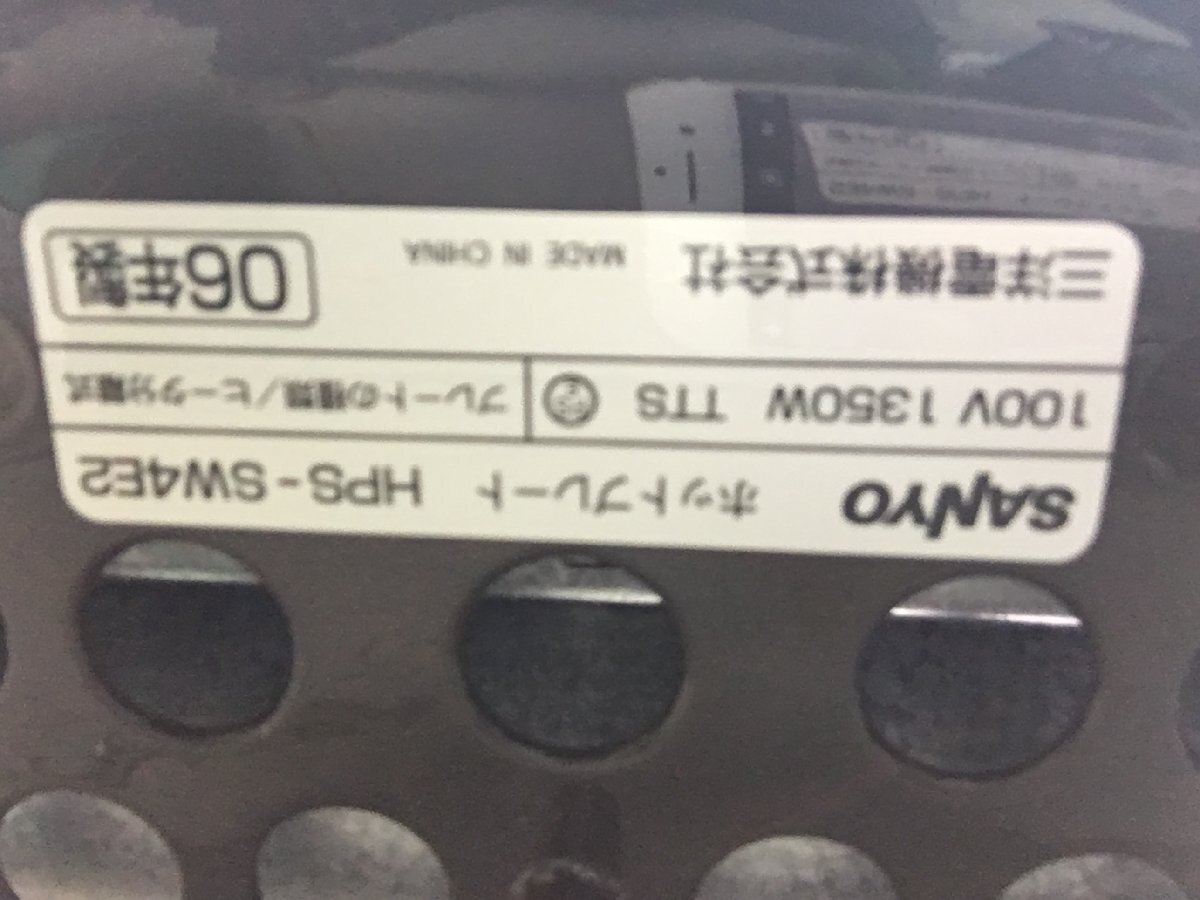 SANYO ホットプレート HPS-SW4E2
100V 1350W TTS PSE プレートの種類/ヒータ分離式
三洋電機株式会社 MADE IN CHINA 06年製